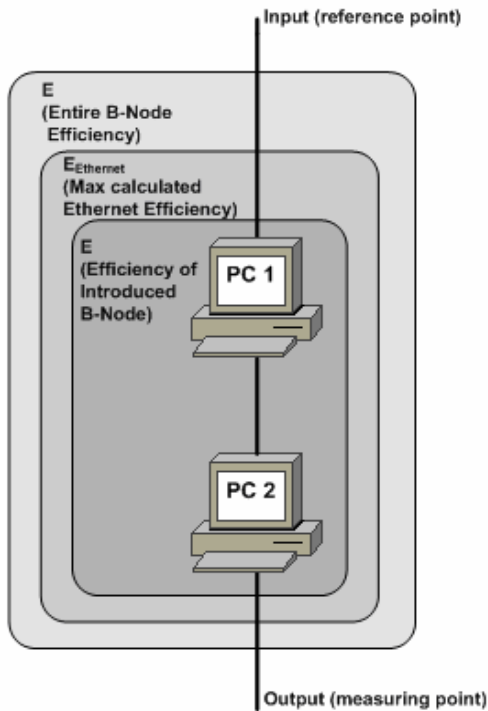 Input (reference point)
E
(Entire B-Node
Efficiency)
E_Ethernet
(Max calculated
Ethernet Efficiency)
E
(Efficiency of
Introduced
B-Node)
PC 1
PC 2
Output (measuring point)